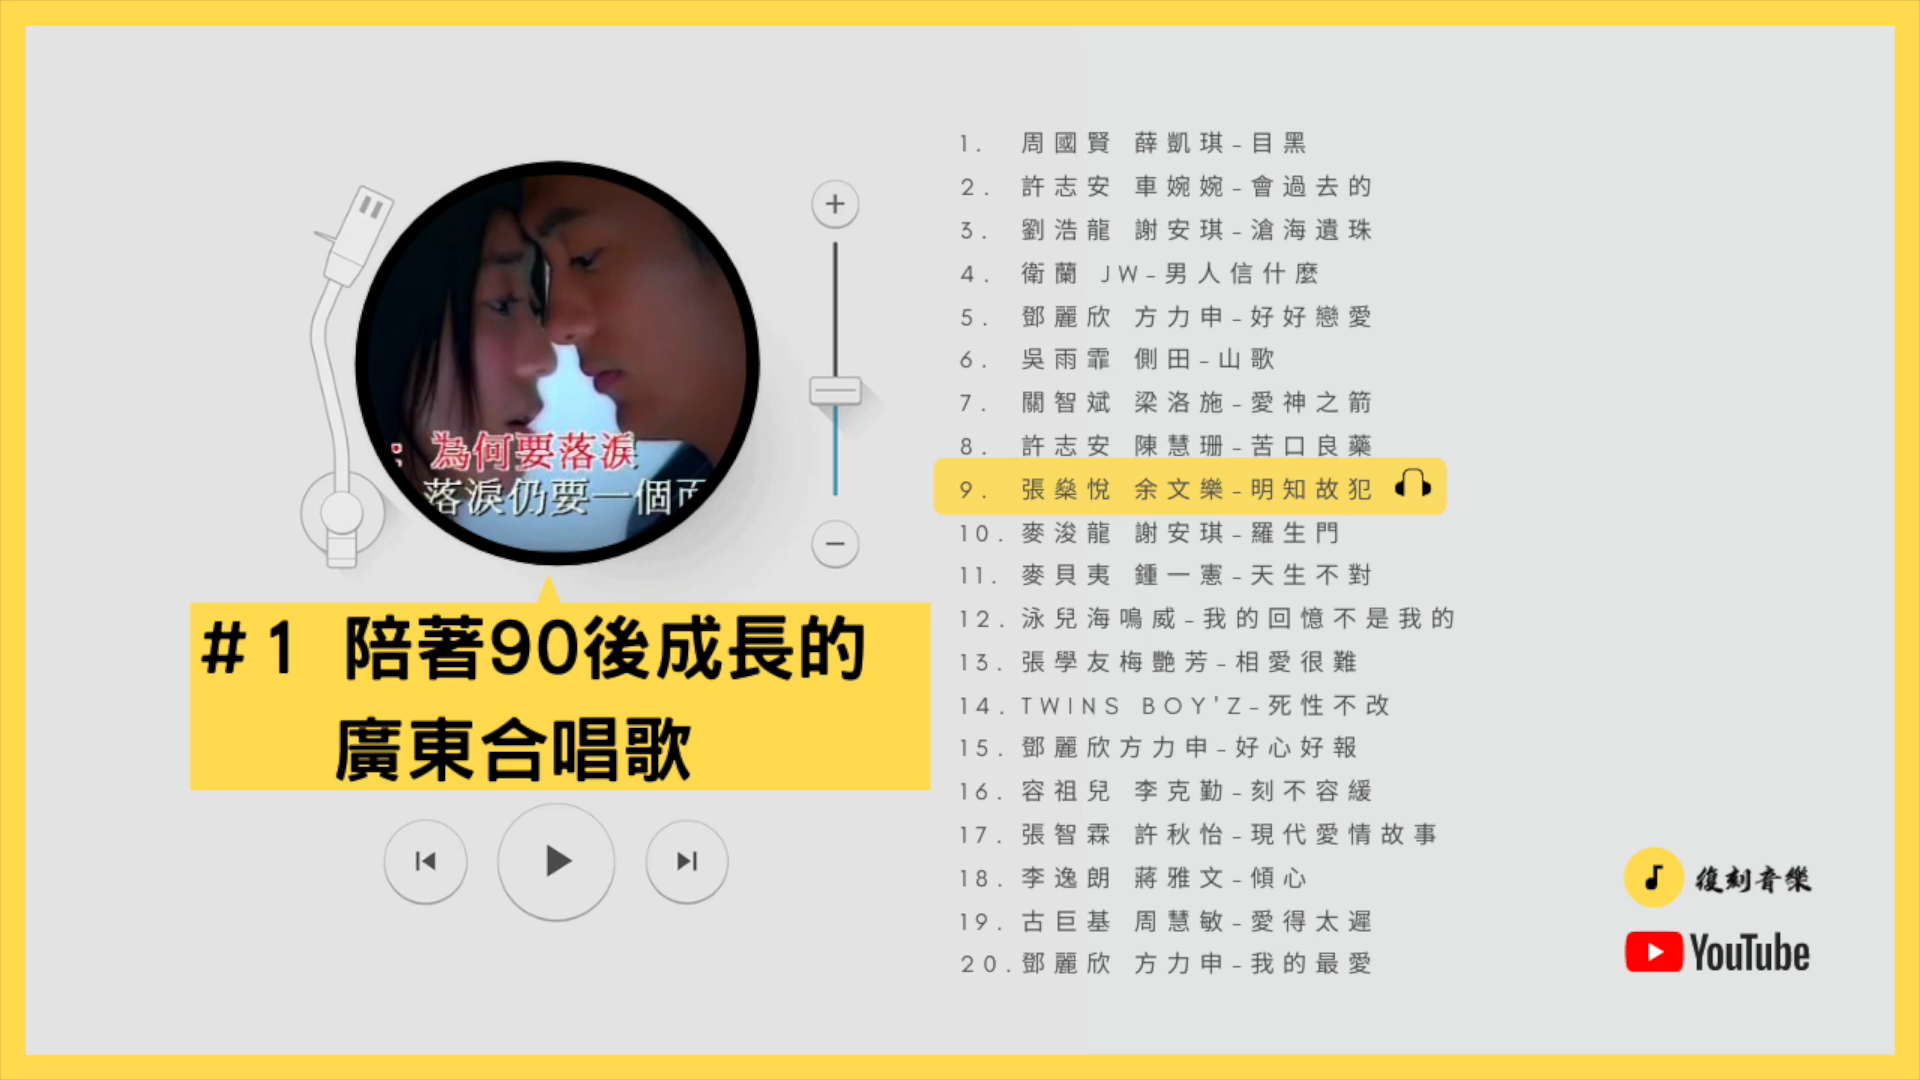 為何要落淚
落淚仍要一個
#1 陪著90後成長的
廣東合唱歌
1. 周國賢 薛凱琪-目黑
2. 許志安 車婉婉-會過去的
3. 劉浩龍 謝安琪-滄海遺珠
4. 衛蘭 JW-男人信什麼
5. 鄧麗欣 方力申-好好戀愛
6. 吳雨霏 側田-山歌
7. 關智斌 梁洛施-愛神之箭
8. 許志安 陳慧珊-苦口良藥
9. 張燊悅 余文樂-明知故犯
10. 麥浚龍 謝安琪-羅生門
11. 麥貝夷 鍾一憲-天生不對
12. 泳兒海鳴威-我的回憶不是我的
13. 張學友梅艷芳-相愛很難
14. TWINS BOY'Z-死性不改
15. 鄧麗欣方力申-好心好報
16. 容祖兒 李克勤-刻不容緩
17. 張智霖 許秋怡-現代愛情故事
18. 李逸朗 蔣雅文-傾心
19. 古巨基 周慧敏-愛得太遲
20. 鄧麗欣 方力申-我的最愛
復刻音樂
YouTube